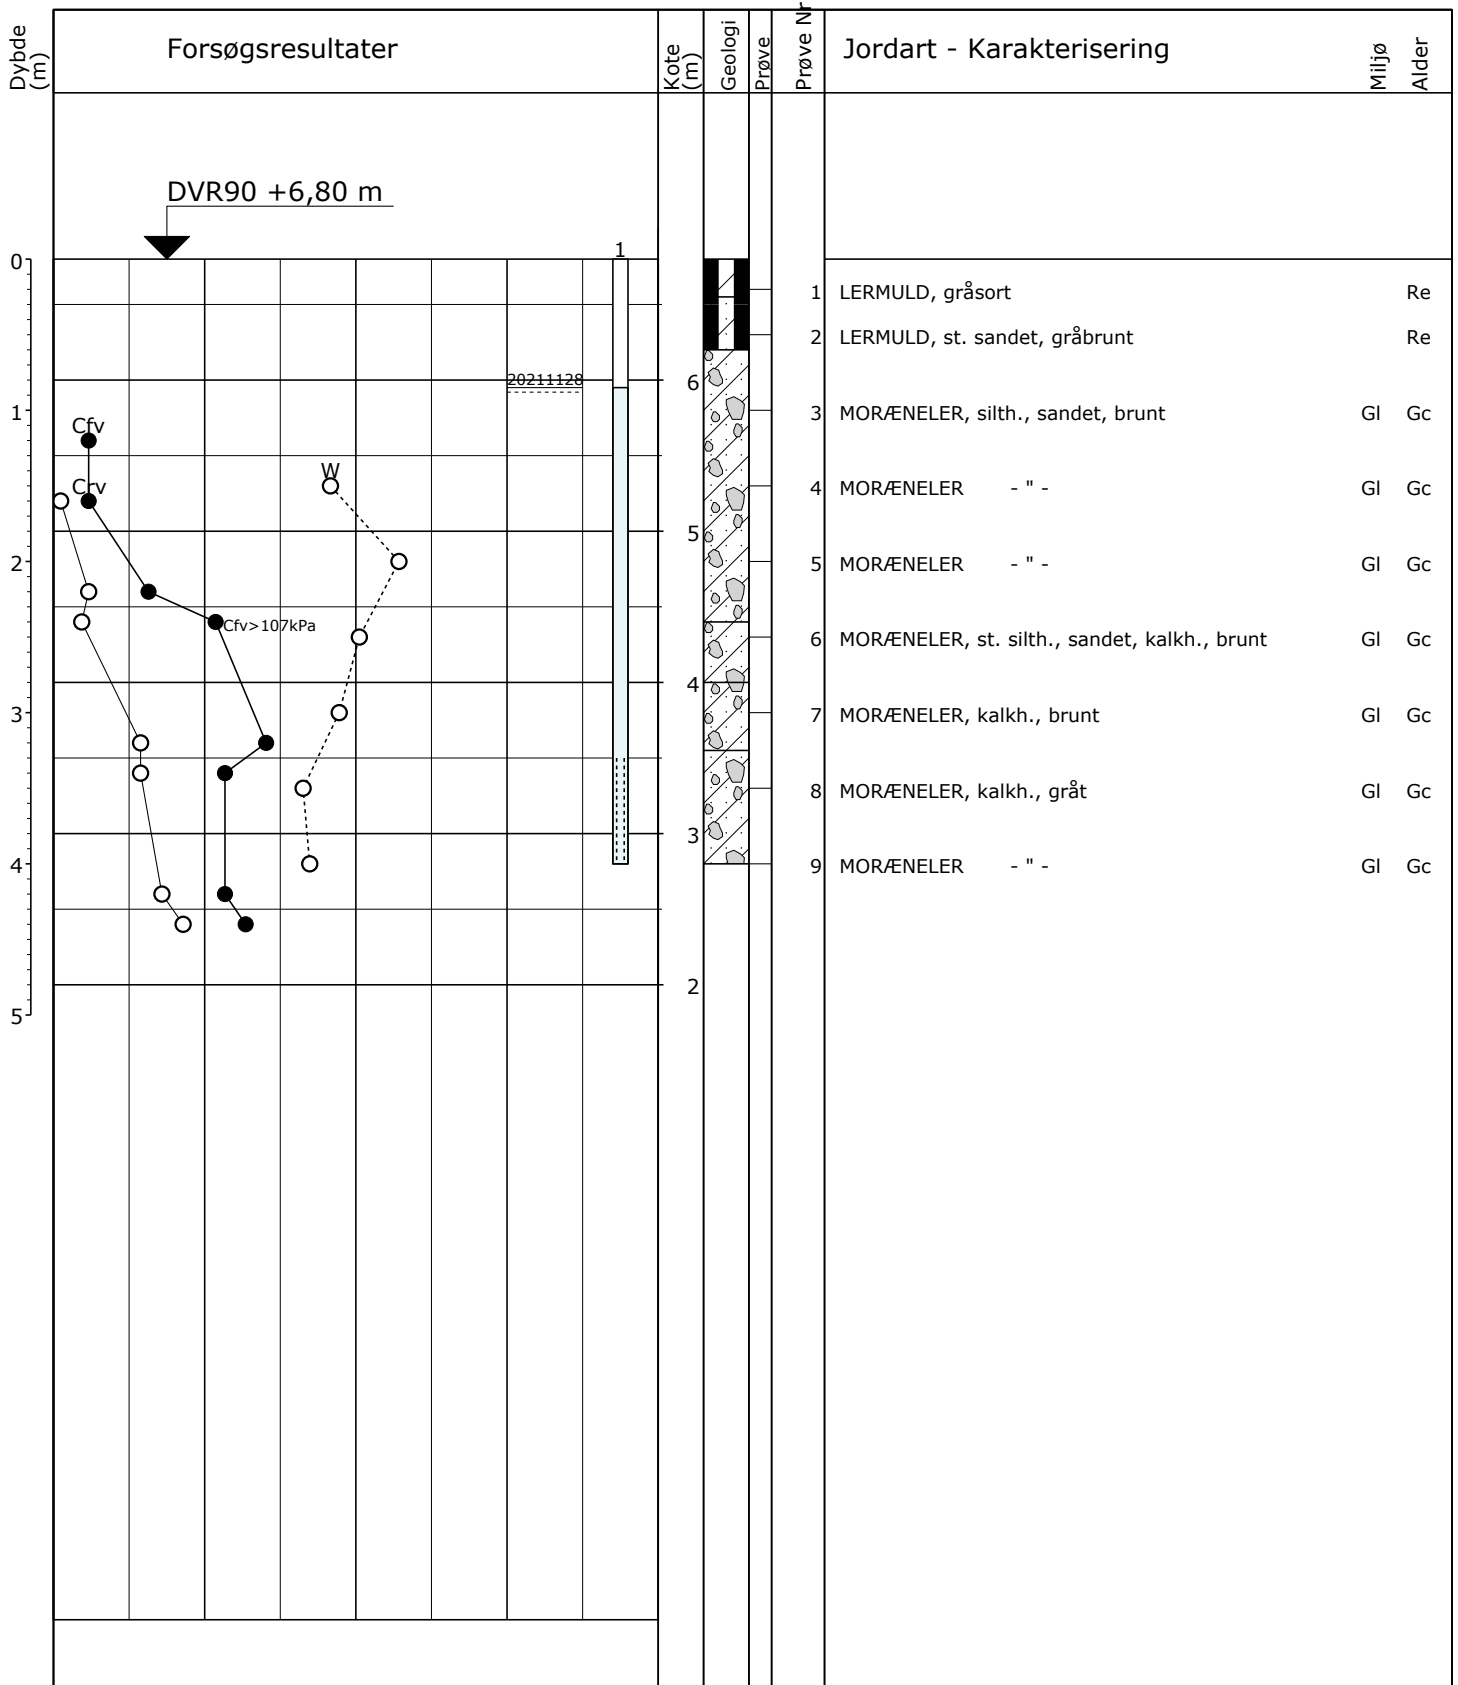 Dybde (m)
Forsøgsresultater
Kote (m)
Geologi
Prøve
Prøve Nr
Jordart - Karakterisering
Miljø
Alder
DVR90 +6,80 m
1
0
1 LERMULD, gråsort Re
2 LERMULD, st. sandet, gråbrunt Re
20211128
6
1
3 MORÆNELER, silth., sandet, brunt Gl Gc
Cfv
W
Crv
4 MORÆNELER - " - Gl Gc
5
2
5 MORÆNELER - " - Gl Gc
Cfv>107kPa
6 MORÆNELER, st. silth., sandet, kalkh., brunt Gl Gc
4
3
7 MORÆNELER, kalkh., brunt Gl Gc
8 MORÆNELER, kalkh., gråt Gl Gc
3
4
9 MORÆNELER - " - Gl Gc
2
5